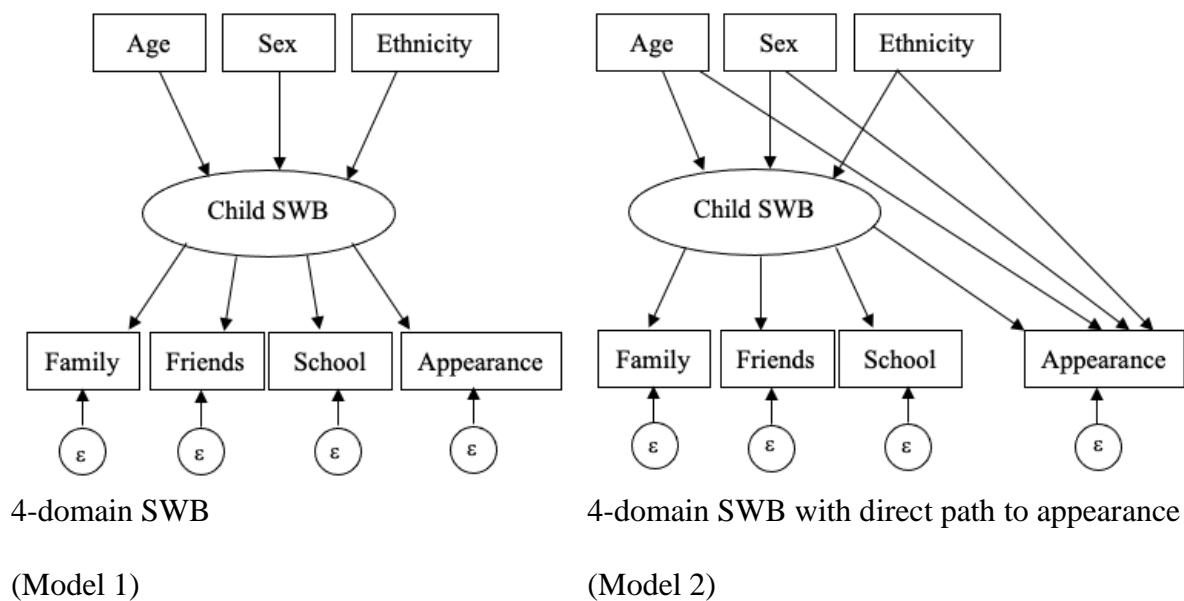 Age Sex Ethnicity
Child SWB
Family Friends School Appearance
ε ε ε ε
4-domain SWB
(Model 1)
Age Sex Ethnicity
Child SWB
Family Friends School Appearance
ε ε ε ε
4-domain SWB with direct path to appearance
(Model 2)